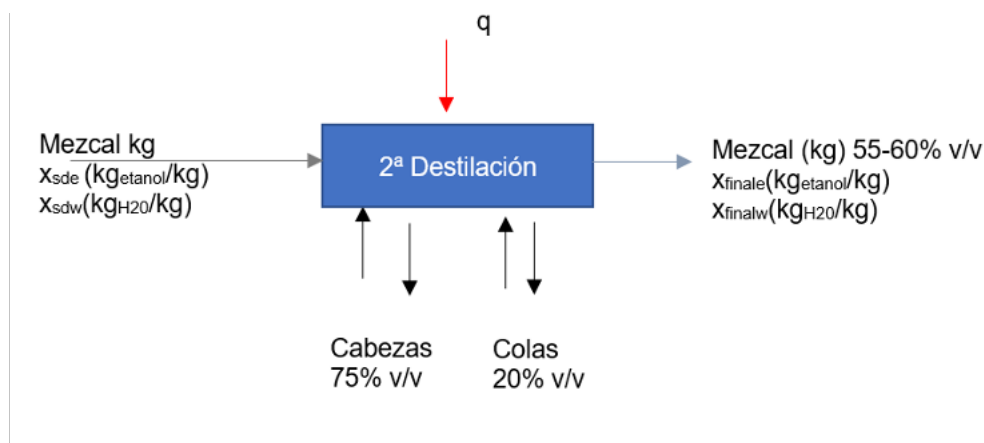 q
Mezcal kg
xsde (kgetanol/kg)
xsdw(kgH20/kg)
2ª Destilación
Mezcal (kg) 55-60% v/v
xfinale(kgetanol/kg)
xfinalw(kgH20/kg)
Cabezas
75% v/v
Colas
20% v/v